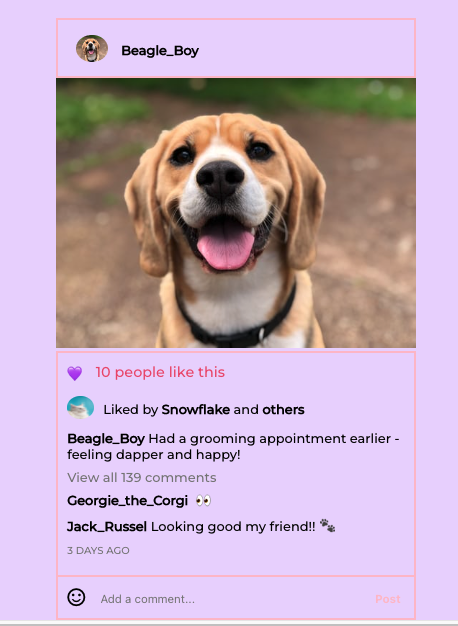 Beagle_Boy
10 people like this
Liked by Snowflake and others
Beagle_Boy Had a grooming appointment earlier -
feeling dapper and happy!
View all 139 comments
Georgie_the_Corgi 👀
Jack_Russel Looking good my friend!! 🐾
3 DAYS AGO
Add a comment... Post